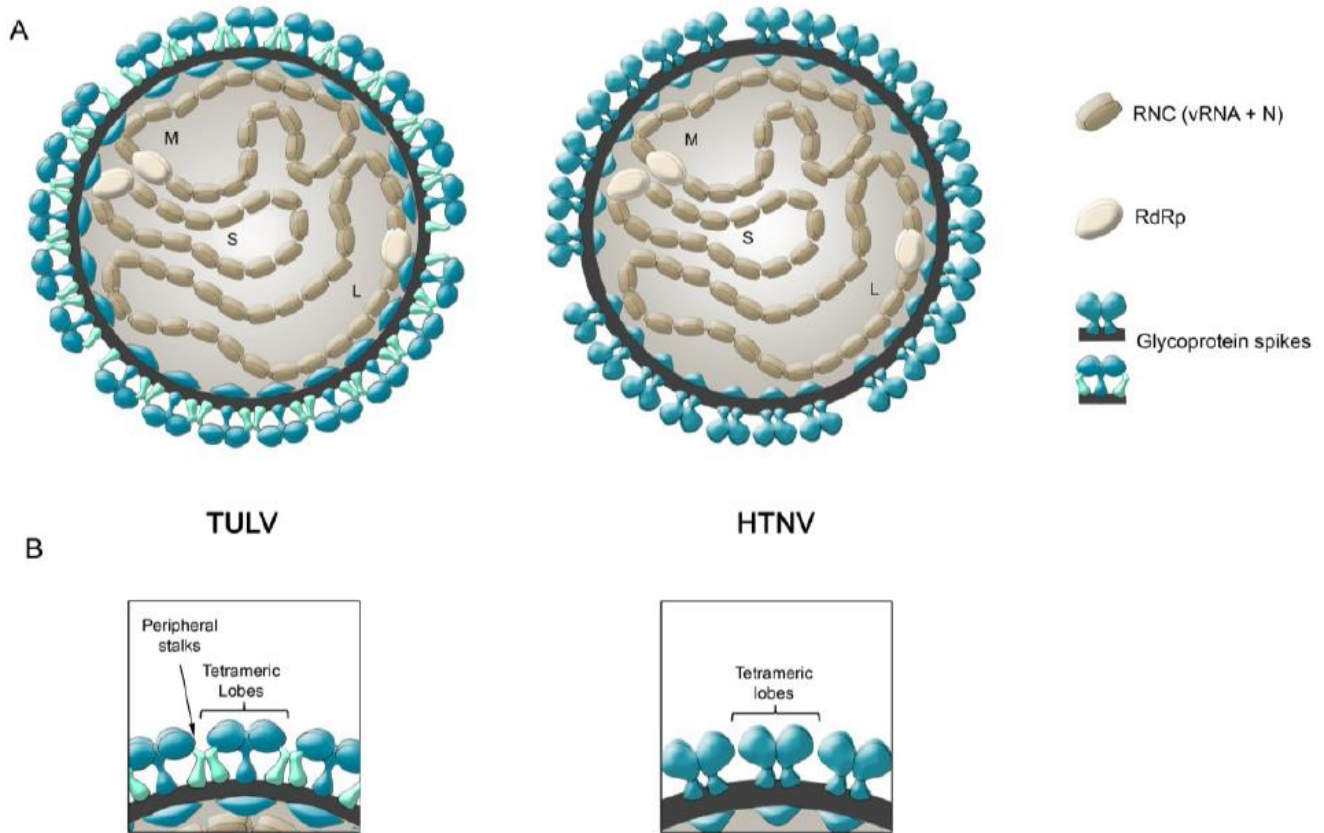 A
M
S
L
M
S
L
RNC (vRNA + N)
RdRp
Glycoprotein spikes
TULV
HTNV
B
Peripheral
stalks
Tetrameric
Lobes
Tetrameric
lobes